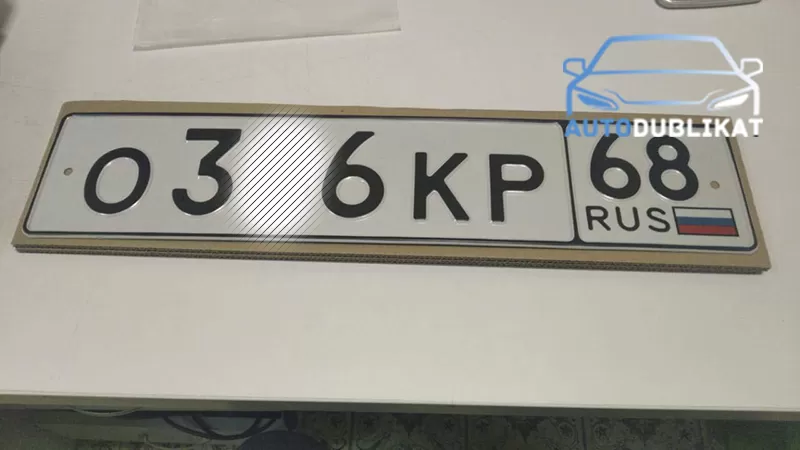 О3 6КР 68
RUS
AUTODUBLIKAT